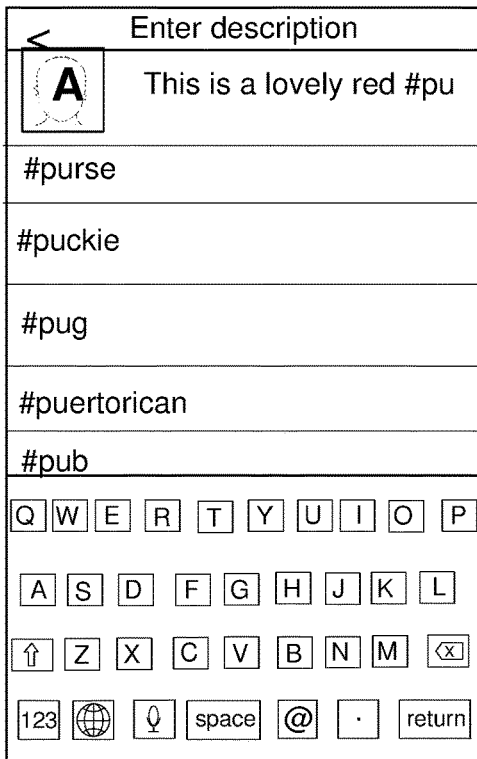 < Enter description
A This is a lovely red #pu
#purse
#puckie
#pug
#puertorican
#pub
Q W E R T Y U I O P
A S D F G H J K L
Z X C V B N M X
123 space @ . return